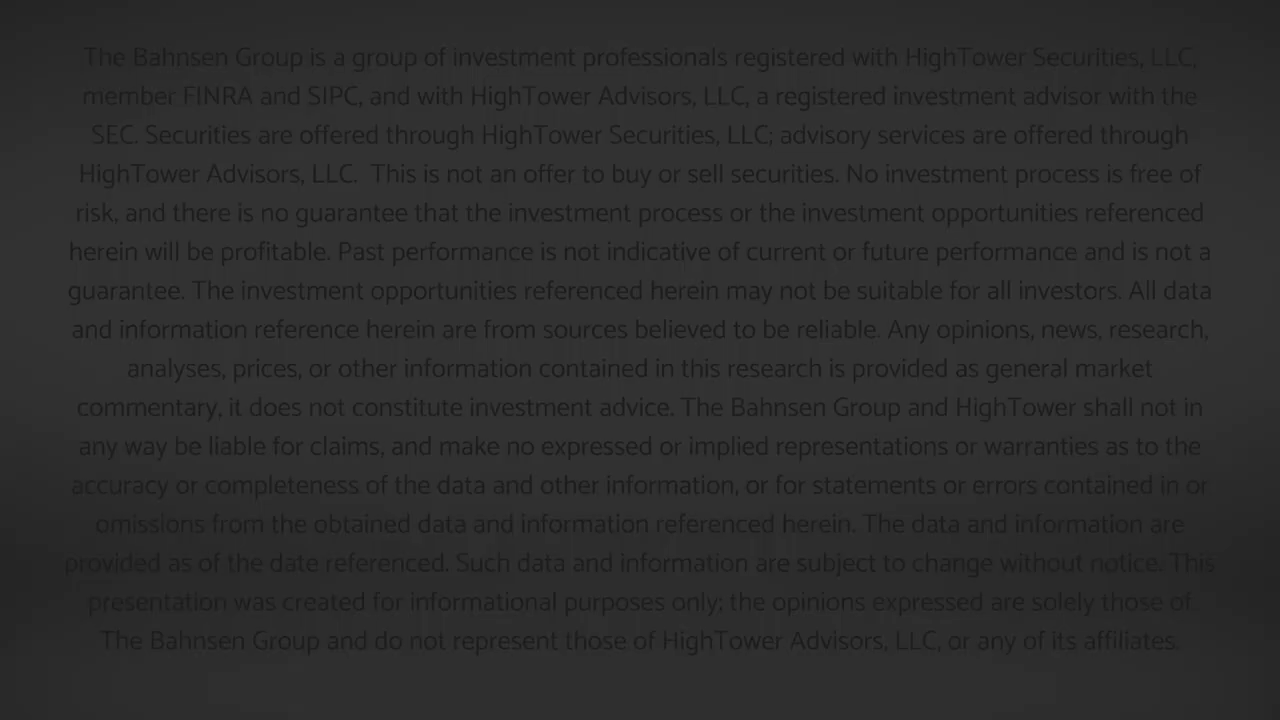 The Bahnsen Group is a group of investment professionals registered with HighTower Securities, LLC,
member FINRA and SIPC, and with HighTower Advisors, LLC, a registered investment advisor with the
SEC. Securities are offered through HighTower Securities, LLC; advisory services are offered through
HighTower Advisors, LLC.  This is not an offer to buy or sell securities. No investment process is free of
risk, and there is no guarantee that the investment process or the investment opportunities referenced
herein will be profitable. Past performance is not indicative of current or future performance and is not a
guarantee. The investment opportunities referenced herein may not be suitable for all investors. All data
and information reference herein are from sources believed to be reliable. Any opinions, news, research,
analyses, prices, or other information contained in this research is provided as general market
commentary, it does not constitute investment advice. The Bahnsen Group and HighTower shall not in
any way be liable for claims, and make no expressed or implied representations or warranties as to the
accuracy or completeness of the data and other information, or for statements or errors contained in or
omissions from the obtained data and information referenced herein. The data and information are
provided as of the date referenced. Such data and information are subject to change without notice. This
presentation was created for informational purposes only; the opinions expressed are solely those of
The Bahnsen Group and do not represent those of HighTower Advisors, LLC, or any of its affiliates.